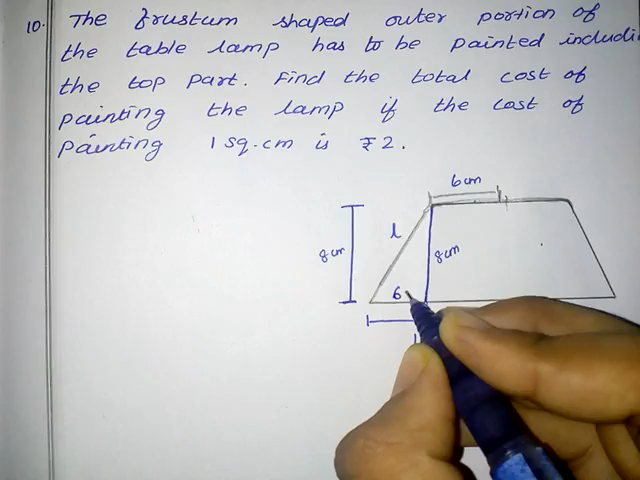 10. The frustum shaped outer portion of
the table lamp has to be painted includi
the top part. Find the total cost of
painting the lamp if the cost of
painting 1 sq.cm is ₹2.
6cm
l
8cm
8cm
6